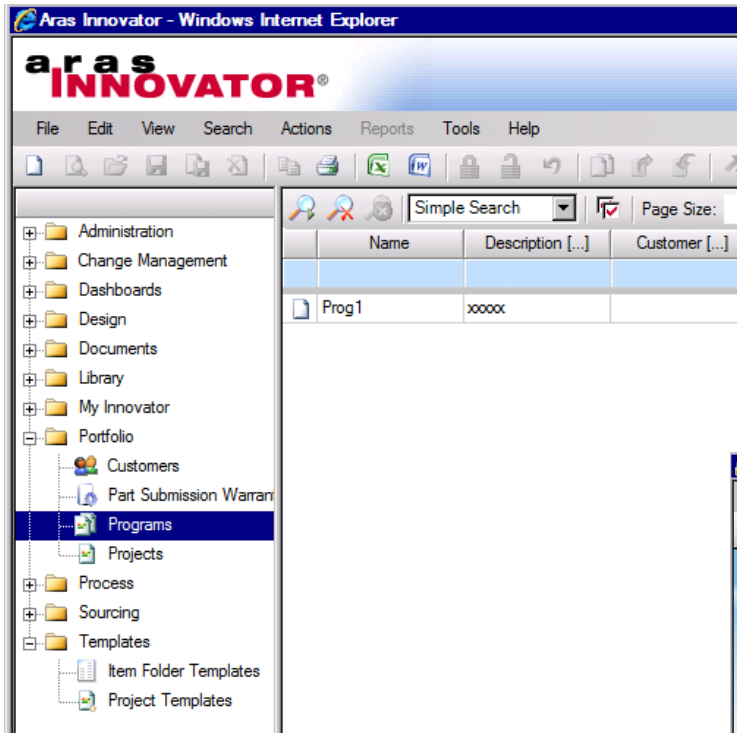 Aras Innovator - Windows Internet Explorer
aras
INNOVATOR®
File Edit View Search Actions Reports Tools Help
Simple Search Page Size:
Name Description [...] Customer [...]
Prog1 xxxxx
Administration
Change Management
Dashboards
Design
Documents
Library
My Innovator
Portfolio
Customers
Part Submission Warran
Programs
Projects
Process
Sourcing
Templates
Item Folder Templates
Project Templates